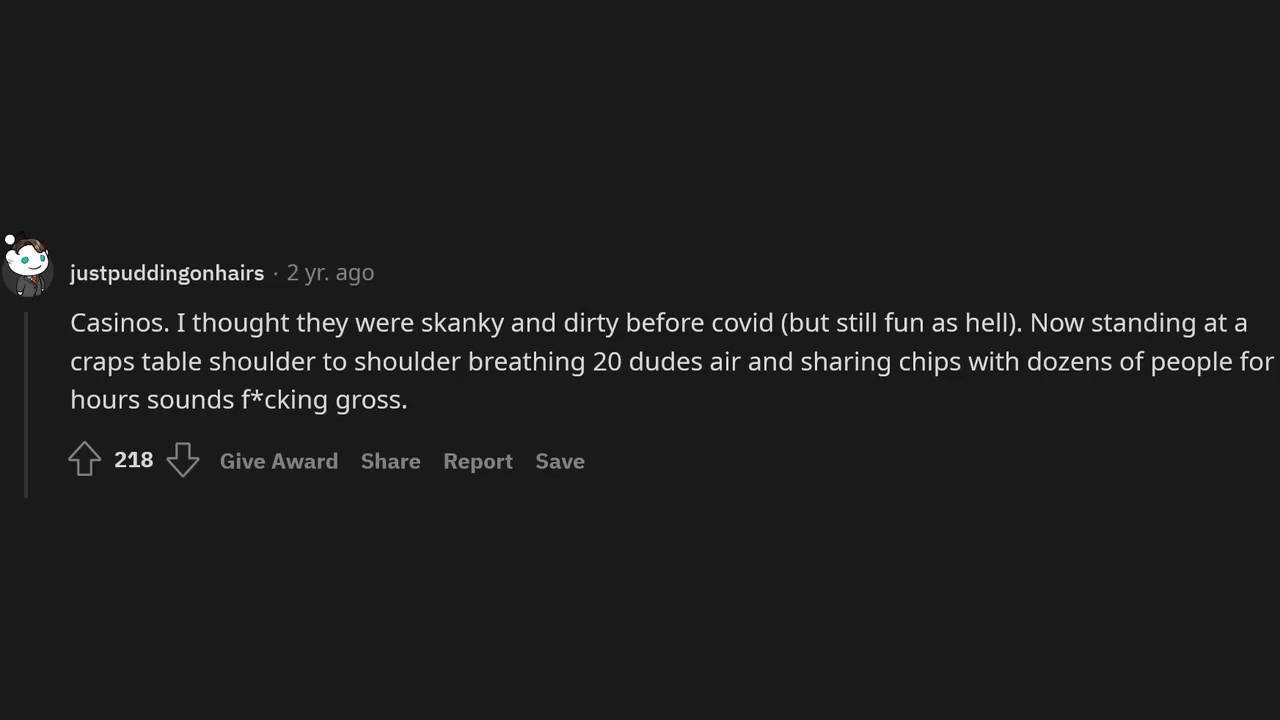 justpuddingonhairs · 2 yr. ago
Casinos. I thought they were skanky and dirty before covid (but still fun as hell). Now standing at a
craps table shoulder to shoulder breathing 20 dudes air and sharing chips with dozens of people for
hours sounds f*cking gross.
218 Give Award Share Report Save